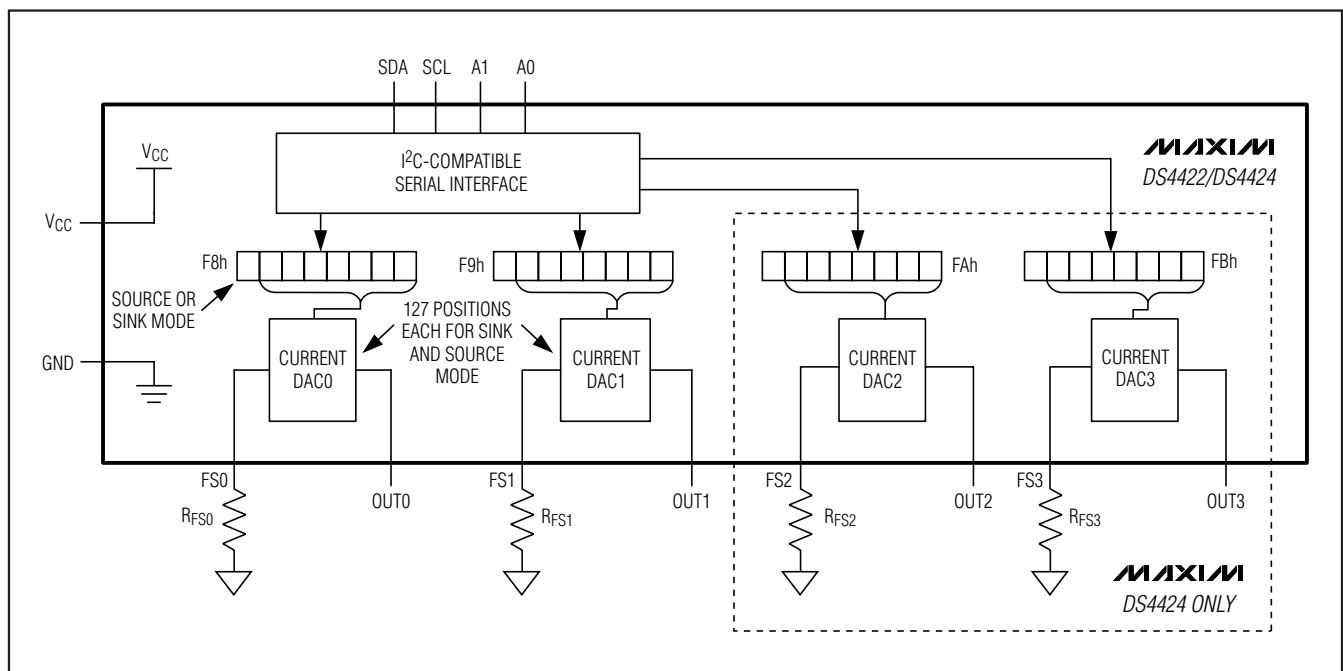 SDA SCL A1 A0
VCC
I²C-COMPATIBLE
SERIAL INTERFACE
MAXIM
DS4422/DS4424
VCC
F8h
F9h
FAh
FBh
SOURCE OR
SINK MODE
127 POSITIONS
EACH FOR SINK
AND SOURCE
MODE
GND
CURRENT
DAC0
CURRENT
DAC1
CURRENT
DAC2
CURRENT
DAC3
FS0
OUT0
FS1
OUT1
FS2
OUT2
FS3
OUT3
RFS0
RFS1
RFS2
RFS3
MAXIM
DS4424 ONLY